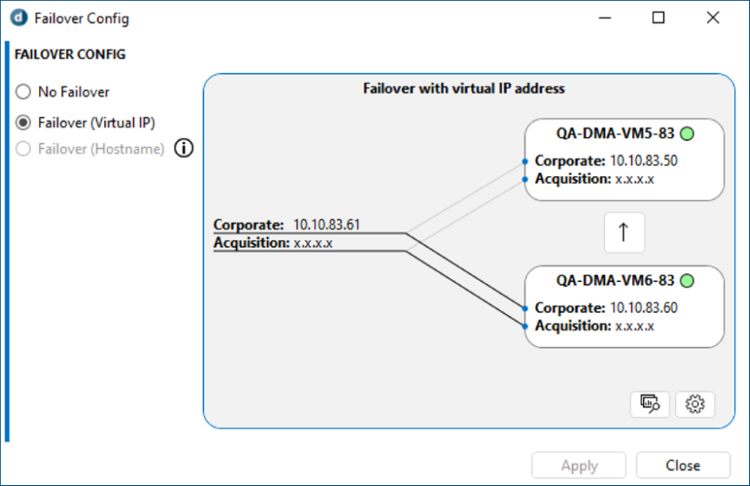 Failover Config
FAILOVER CONFIG
No Failover
Failover (Virtual IP)
Failover (Hostname)
Failover with virtual IP address
QA-DMA-VM5-83
Corporate: 10.10.83.50
Acquisition: x.x.x.x
Corporate: 10.10.83.61
Acquisition: x.x.x.x
QA-DMA-VM6-83
Corporate: 10.10.83.60
Acquisition: x.x.x.x
Apply
Close